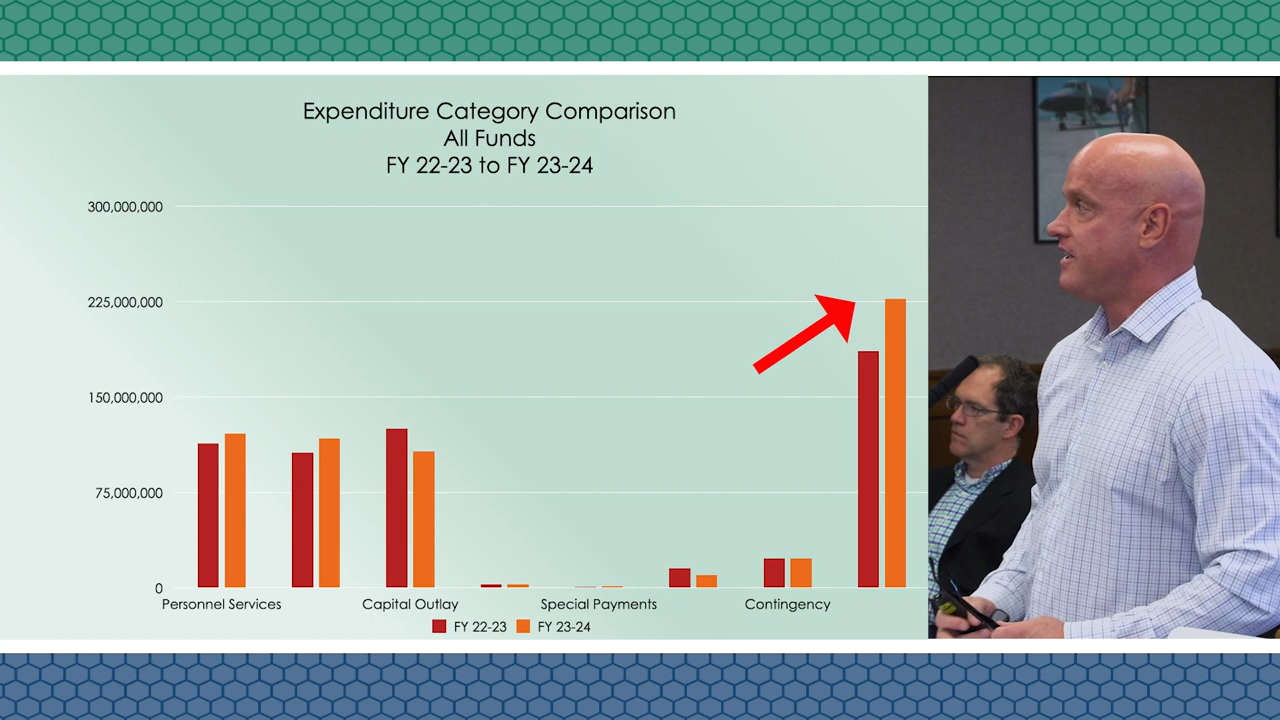 Expenditure Category Comparison
All Funds
FY 22-23 to FY 23-24
300,000,000
225,000,000
150,000,000
75,000,000
0
Personnel Services
Capital Outlay
Special Payments
Contingency
FY 22-23
FY 23-24